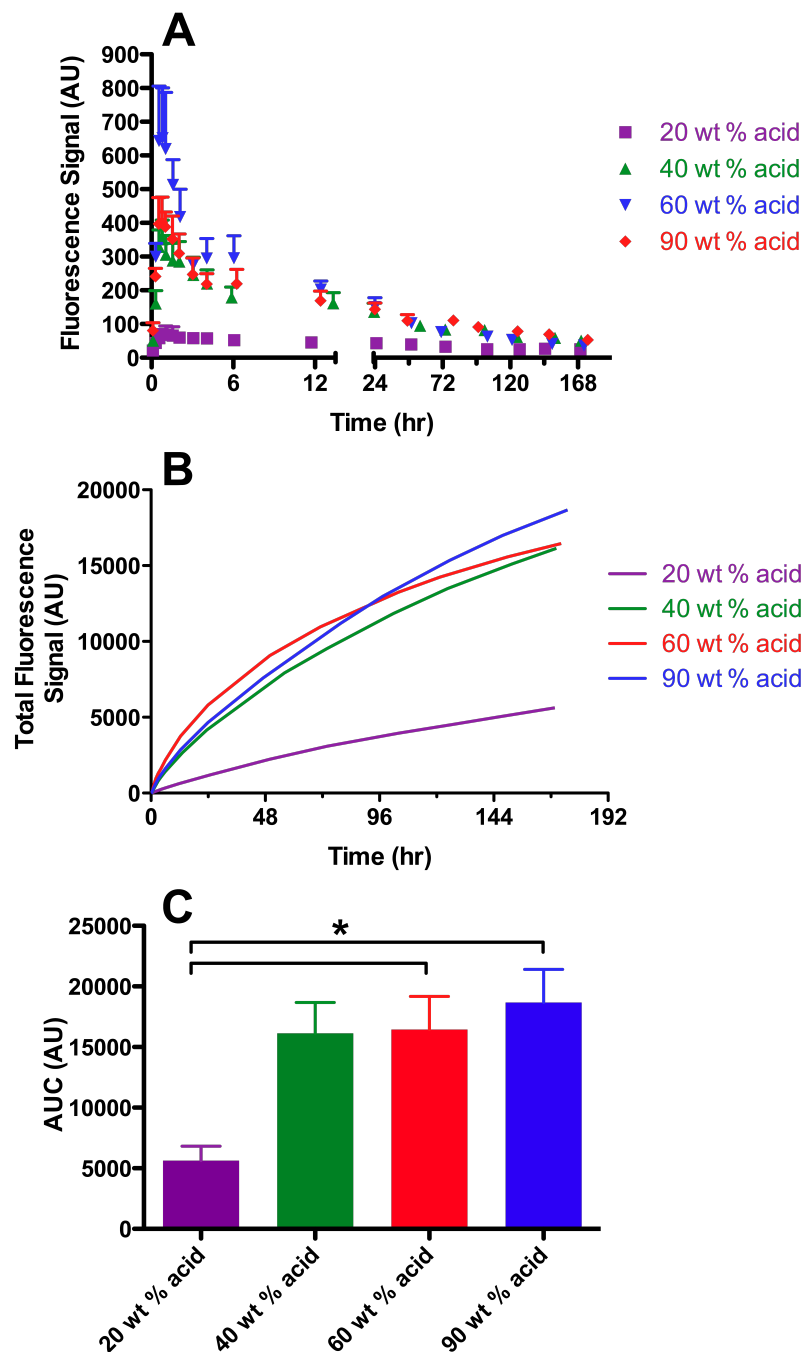 A
900
800
700
600
500
400
300
200
100
0
Fluorescence Signal (AU)
0 6 12 24 72 120 168
Time (hr)
20 wt % acid
40 wt % acid
60 wt % acid
90 wt % acid
B
20000
15000
10000
5000
0
Total Fluorescence
Signal (AU)
0 48 96 144 192
Time (hr)
20 wt % acid
40 wt % acid
60 wt % acid
90 wt % acid
C
25000
20000
15000
10000
5000
0
AUC (AU)
*
20 wt % acid
40 wt % acid
60 wt % acid
90 wt % acid